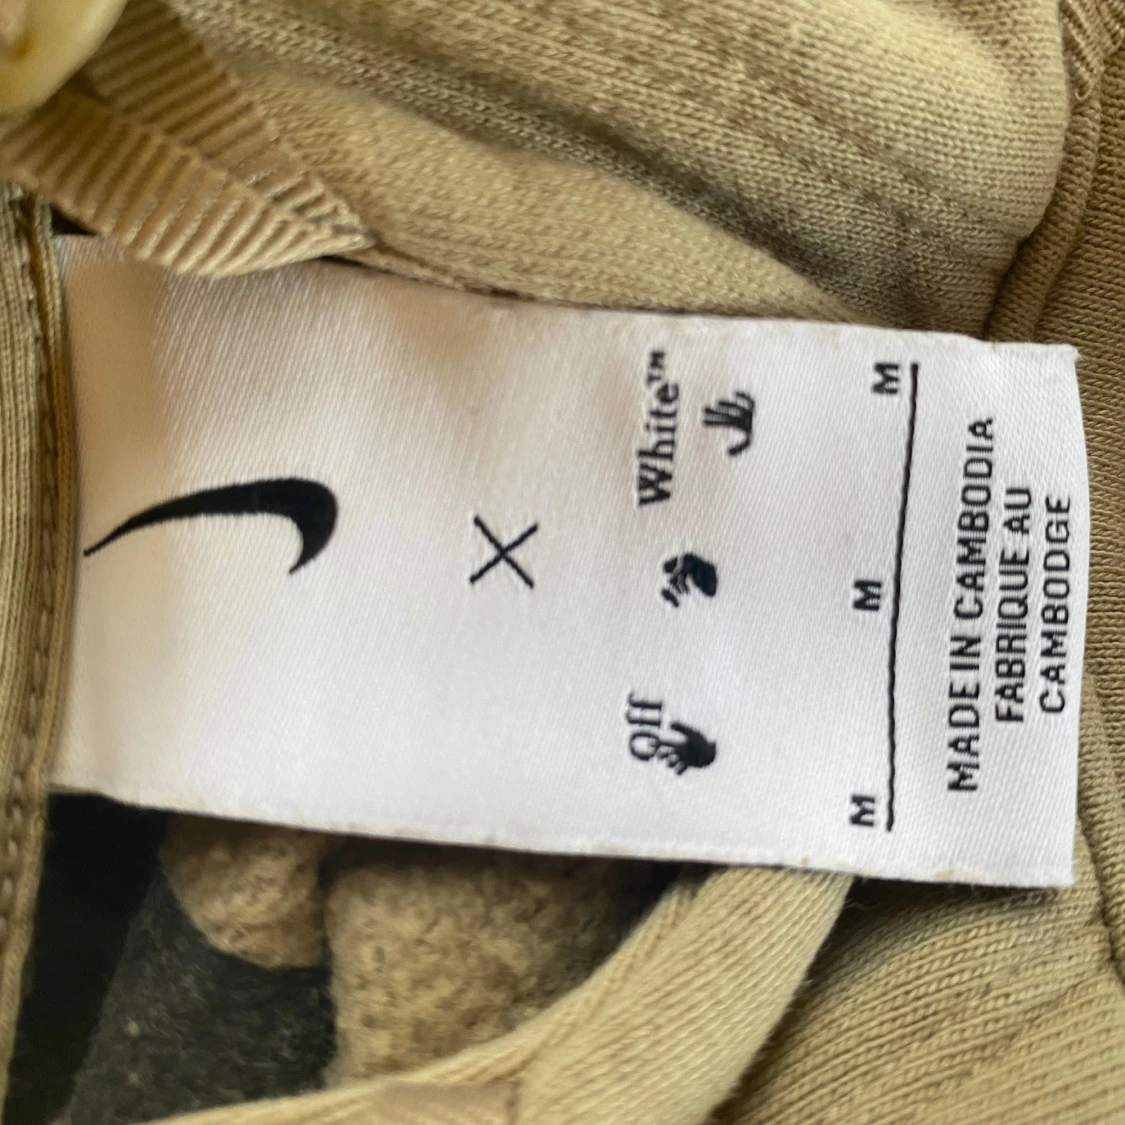 X
Off White™
M M M
MADE IN CAMBODIA
FABRIQUE AU
CAMBODGE